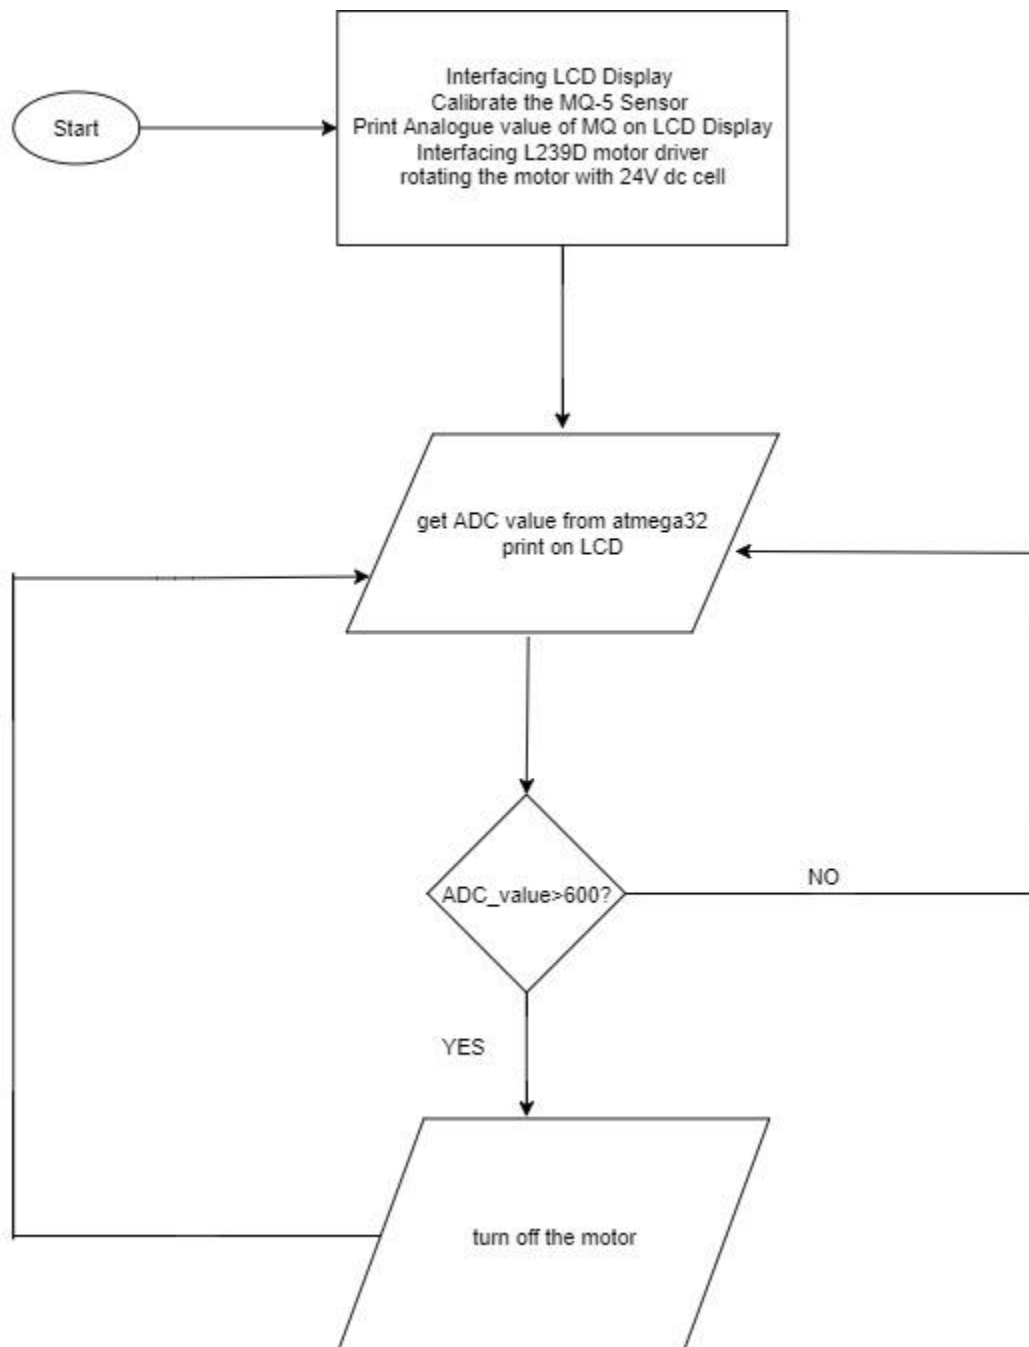 Start
Interfacing LCD Display
Calibrate the MQ-5 Sensor
Print Analogue value of MQ on LCD Display
Interfacing L239D motor driver
rotating the motor with 24V dc cell
get ADC value from atmega32
print on LCD
ADC_value>600?
NO
YES
turn off the motor